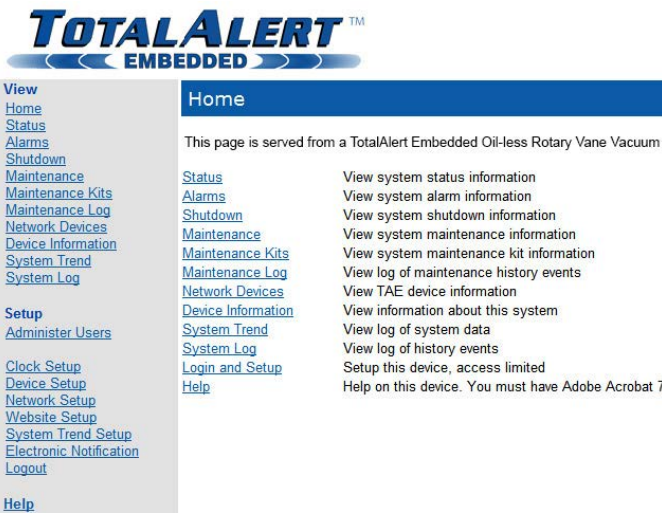 TOTALALERT TM
EMBEDDED
View
Home
Status
Alarms
Shutdown
Maintenance
Maintenance Kits
Maintenance Log
Network Devices
Device Information
System Trend
System Log
Setup
Administer Users
Clock Setup
Device Setup
Network Setup
Website Setup
System Trend Setup
Electronic Notification
Logout
Help
Home
This page is served from a TotalAlert Embedded Oil-less Rotary Vane Vacuum
Status View system status information
Alarms View system alarm information
Shutdown View system shutdown information
Maintenance View system maintenance information
Maintenance Kits View system maintenance kit information
Maintenance Log View log of maintenance history events
Network Devices View TAE device information
Device Information View information about this system
System Trend View log of system data
System Log View log of history events
Login and Setup Setup this device, access limited
Help Help on this device. You must have Adobe Acrobat 7